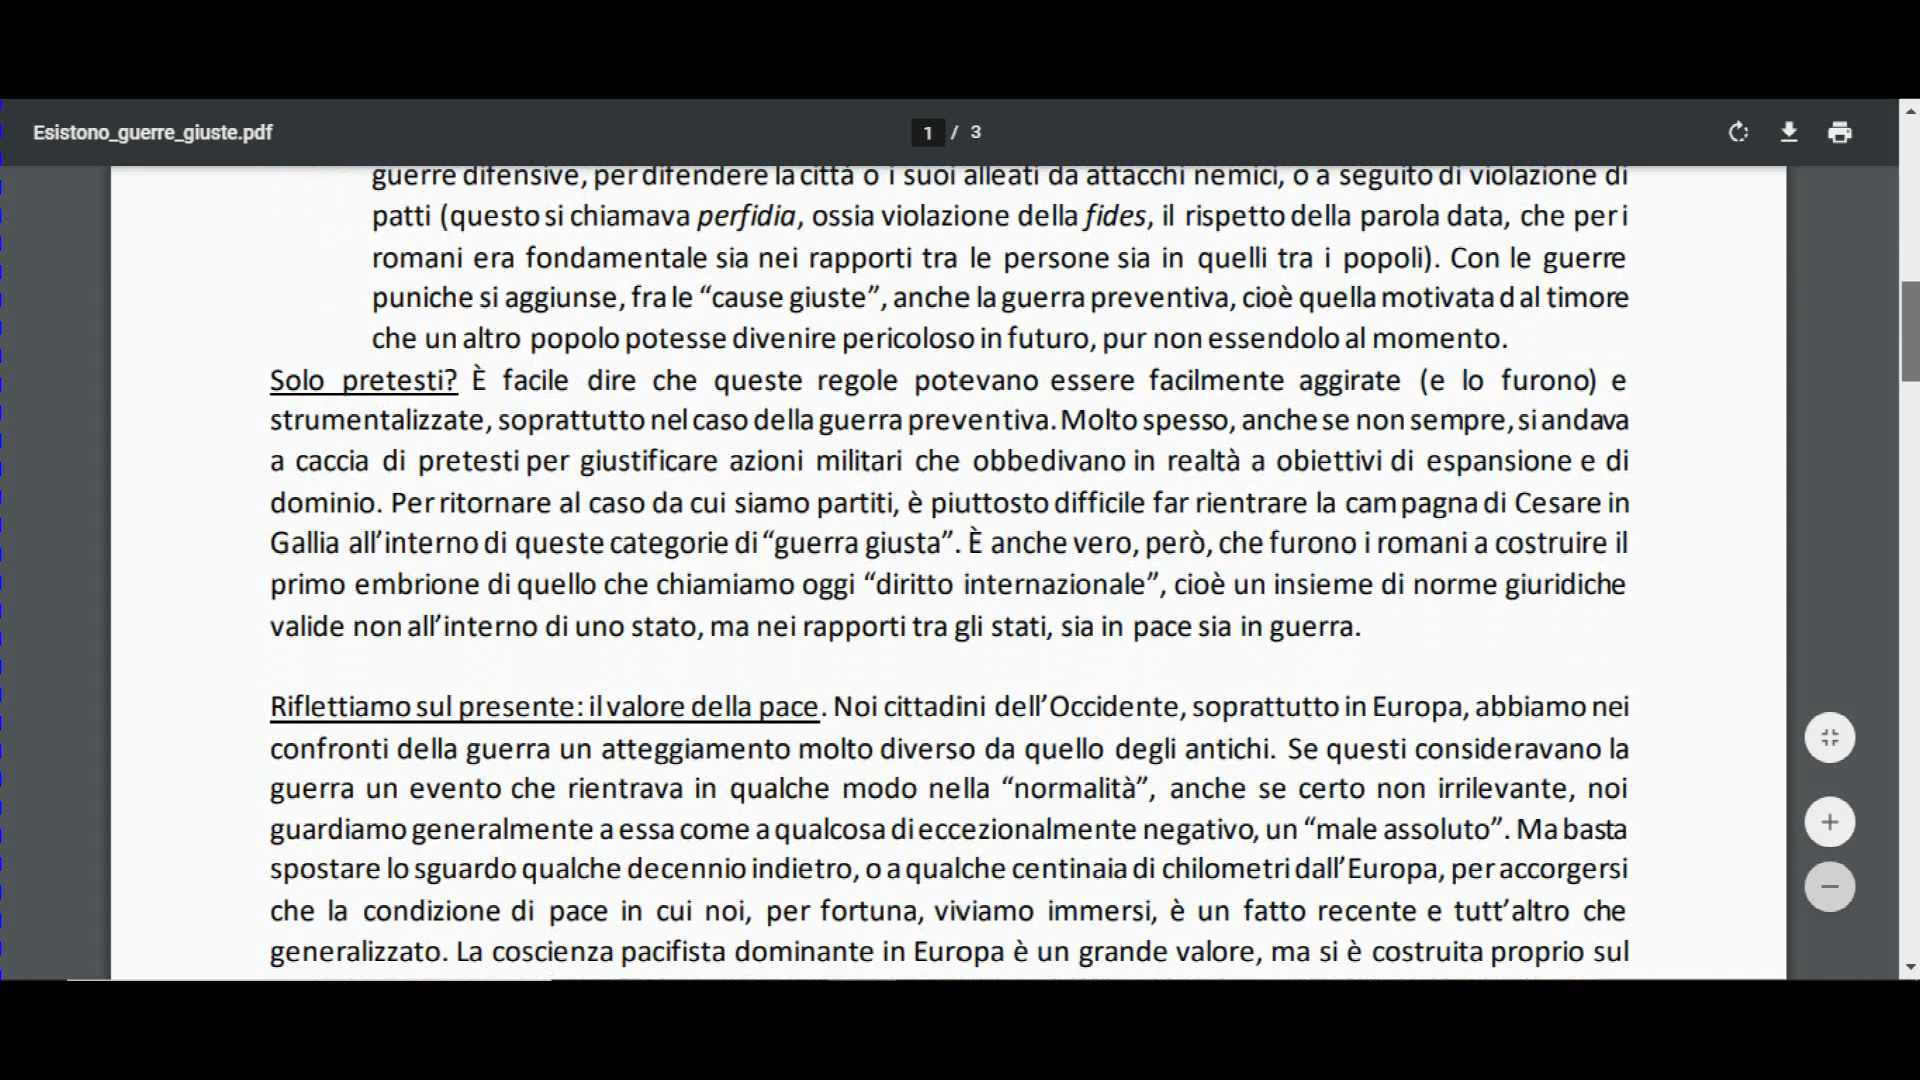 Esistono_guerre_giuste.pdf
1 / 3
guerre difensive, per difendere la città o i suoi alleati da attacchi nemici, o a seguito di violazione di
patti (questo si chiamava perfidia, ossia violazione della fides, il rispetto della parola data, che per i
romani era fondamentale sia nei rapporti tra le persone sia in quelli tra i popoli). Con le guerre
puniche si aggiunse, fra le “cause giuste”, anche la guerra preventiva, cioè quella motivata dal timore
che un altro popolo potesse divenire pericoloso in futuro, pur non essendolo al momento.
Solo pretesti? È facile dire che queste regole potevano essere facilmente aggirate (e lo furono) e
strumentalizzate, soprattutto nel caso della guerra preventiva. Molto spesso, anche se non sempre, si andava
a caccia di pretesti per giustificare azioni militari che obbedivano in realtà a obiettivi di espansione e di
dominio. Per ritornare al caso da cui siamo partiti, è piuttosto difficile far rientrare la campagna di Cesare in
Gallia all’interno di queste categorie di “guerra giusta”. È anche vero, però, che furono i romani a costruire il
primo embrione di quello che chiamiamo oggi “diritto internazionale”, cioè un insieme di norme giuridiche
valide non all’interno di uno stato, ma nei rapporti tra gli stati, sia in pace sia in guerra.
Riflettiamo sul presente: il valore della pace. Noi cittadini dell’Occidente, soprattutto in Europa, abbiamo nei
confronti della guerra un atteggiamento molto diverso da quello degli antichi. Se questi consideravano la
guerra un evento che rientrava in qualche modo nella “normalità”, anche se certo non irrilevante, noi
guardiamo generalmente a essa come a qualcosa di eccezionalmente negativo, un “male assoluto”. Ma basta
spostare lo sguardo qualche decennio indietro, o a qualche centinaia di chilometri dall’Europa, per accorgersi
che la condizione di pace in cui noi, per fortuna, viviamo immersi, è un fatto recente e tutt’altro che
generalizzato. La coscienza pacifista dominante in Europa è un grande valore, ma si è costruita proprio sul